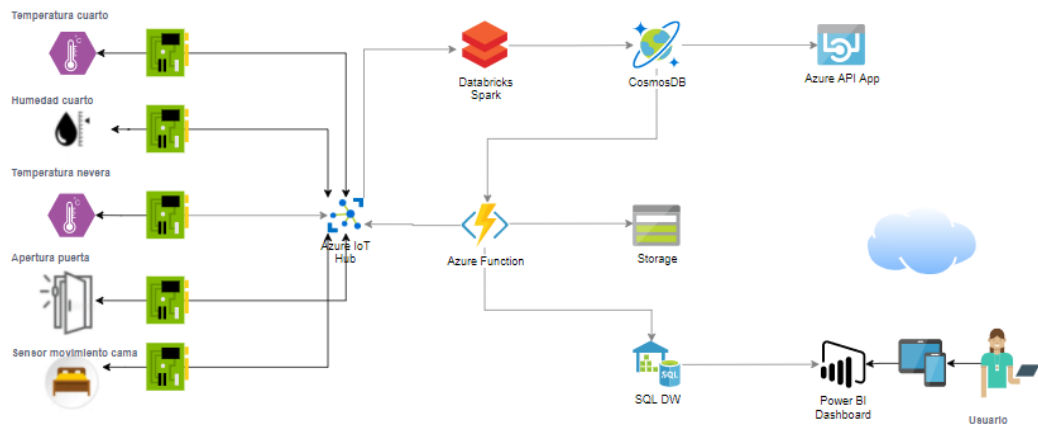 Temperatura cuarto
°C
Humedad cuarto
Temperatura nevera
°C
Apertura puerta
Sensor movimiento cama
Azure IoT
Hub
Databricks
Spark
CosmosDB
Azure API App
Azure Function
Storage
SQL
SQL DW
Power BI
Dashboard
Usuario